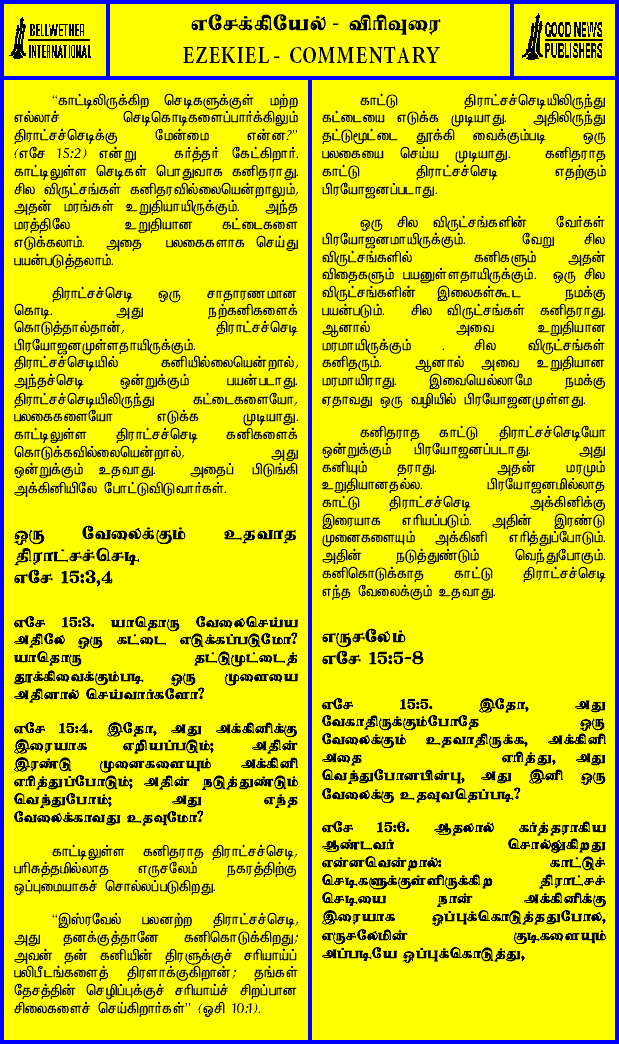 BELLWETHER
INTERNATIONAL
எசேக்கியேல் - விரிவுரை
EZEKIEL - COMMENTARY
GOOD NEWS
PUBLISHERS
“காட்டிலிருக்கிற செடிகளுக்குள் மற்ற
எல்லாச் செடிகொடிகளைப்பார்க்கிலும்
திராட்சச்செடிக்கு மேன்மை என்ன?”
(எசே 15:2) என்று கர்த்தர் கேட்கிறார்.
காட்டிலுள்ள செடிகள் பொதுவாக கனிதராது.
சில விருட்சங்கள் கனிதரவில்லையென்றாலும்,
அதன் மரங்கள் உறுதியாயிருக்கும். அந்த
மரத்திலே உறுதியான கட்டைகளை
எடுக்கலாம். அதை பலகைகளாக செய்து
பயன்படுத்தலாம்.
திராட்சச்செடி ஒரு சாதாரணமான
கொடி. அது நற்கனிகளைக்
கொடுத்தால்தான், திராட்சச்செடி
பிரயோஜனமுள்ளதாயிருக்கும்.
திராட்சச்செடியில் கனியில்லையென்றால்,
அந்தச்செடி ஒன்றுக்கும் பயன்படாது.
திராட்சச்செடியிலிருந்து கட்டைகளையோ,
பலகைகளையோ எடுக்க முடியாது.
காட்டிலுள்ள திராட்சச்செடி கனிகளைக்
கொடுக்கவில்லையென்றால், அது
ஒன்றுக்கும் உதவாது. அதைப் பிடுங்கி
அக்கினியிலே போட்டுவிடுவார்கள்.
ஒரு வேலைக்கும் உதவாத
திராட்சச்செடி
எசே 15:3,4
எசே 15:3. யாதொரு வேலைசெய்ய
அதிலே ஒரு கட்டை எடுக்கப்படுமோ?
யாதொரு தட்டுமுட்டைத்
தூக்கிவைக்கும்படி ஒரு முளையை
அதினால் செய்வார்களோ?
எசே 15:4. இதோ, அது அக்கினிக்கு
இரையாக எறியப்படும்; அதின்
இரண்டு முனைகளையும் அக்கினி
எரித்துப்போடும்; அதின் நடுத்துண்டும்
வெந்துபோம்; அது எந்த
வேலைக்காவது உதவுமோ?
காட்டிலுள்ள கனிதராத திராட்சச்செடி,
பரிசுத்தமில்லாத எருசலேம் நகரத்திற்கு
ஒப்புமையாகச் சொல்லப்படுகிறது.
“இஸ்ரவேல் பலனற்ற திராட்சச்செடி,
அது தனக்குத்தானே கனிகொடுக்கிறது;
அவன் தன் கனியின் திரளுக்குச் சரியாய்ப்
பலிபீடங்களைத் திரளாக்குகிறான்; தங்கள்
தேசத்தின் செழிப்புக்குச் சரியாய்ச் சிறப்பான
சிலைகளைச் செய்கிறார்கள்” (ஓசி 10:1).
காட்டு திராட்சச்செடியிலிருந்து
கட்டையை எடுக்க முடியாது. அதிலிருந்து
தட்டுமூட்டை தூக்கி வைக்கும்படி ஒரு
பலகையை செய்ய முடியாது. கனிதராத
காட்டு திராட்சச்செடி எதற்கும்
பிரயோஜனப்படாது.
ஒரு சில விருட்சங்களின் வேர்கள்
பிரயோஜனமாயிருக்கும். வேறு சில
விருட்சங்களில் கனிகளும் அதன்
விதைகளும் பயனுள்ளதாயிருக்கும். ஒரு சில
விருட்சங்களின் இலைகள்கூட நமக்கு
பயன்படும். சில விருட்சங்கள் கனிதராது.
ஆனால் அவை உறுதியான
மரமாயிருக்கும் . சில விருட்சங்கள்
கனிதரும். ஆனால் அவை உறுதியான
மரமாயிராது. இவையெல்லாமே நமக்கு
ஏதாவது ஒரு வழியில் பிரயோஜனமுள்ளது.
கனிதராத காட்டு திராட்சச்செடியோ
ஒன்றுக்கும் பிரயோஜனப்படாது. அது
கனியும் தராது. அதன் மரமும்
உறுதியானதல்ல. பிரயோஜனமில்லாத
காட்டு திராட்சச்செடி அக்கினிக்கு
இரையாக எரியப்படும். அதின் இரண்டு
முனைகளையும் அக்கினி எரித்துப்போடும்.
அதின் நடுத்துண்டும் வெந்துபோகும்.
கனிகொடுக்காத காட்டு திராட்சச்செடி
எந்த வேலைக்கும் உதவாது.
எருசலேம்
எசே 15:5-8
எசே 15:5. இதோ, அது
வேகாதிருக்கும்போதே ஒரு
வேலைக்கும் உதவாதிருக்க, அக்கினி
அதை எரித்து, அது
வெந்துபோனபின்பு, அது இனி ஒரு
வேலைக்கு உதவுவதெப்படி?
எசே 15:6. ஆதலால் கர்த்தராகிய
ஆண்டவர் சொல்லுகிறது
என்னவென்றால்: காட்டுச்
செடிகளுக்குள்ளிருக்கிற திராட்சச்
செடியை நான் அக்கினிக்கு
இரையாக ஒப்புக்கொடுத்ததுபோல,
எருசலேமின் குடிகளையும்
அப்படியே ஒப்புக்கொடுத்து,